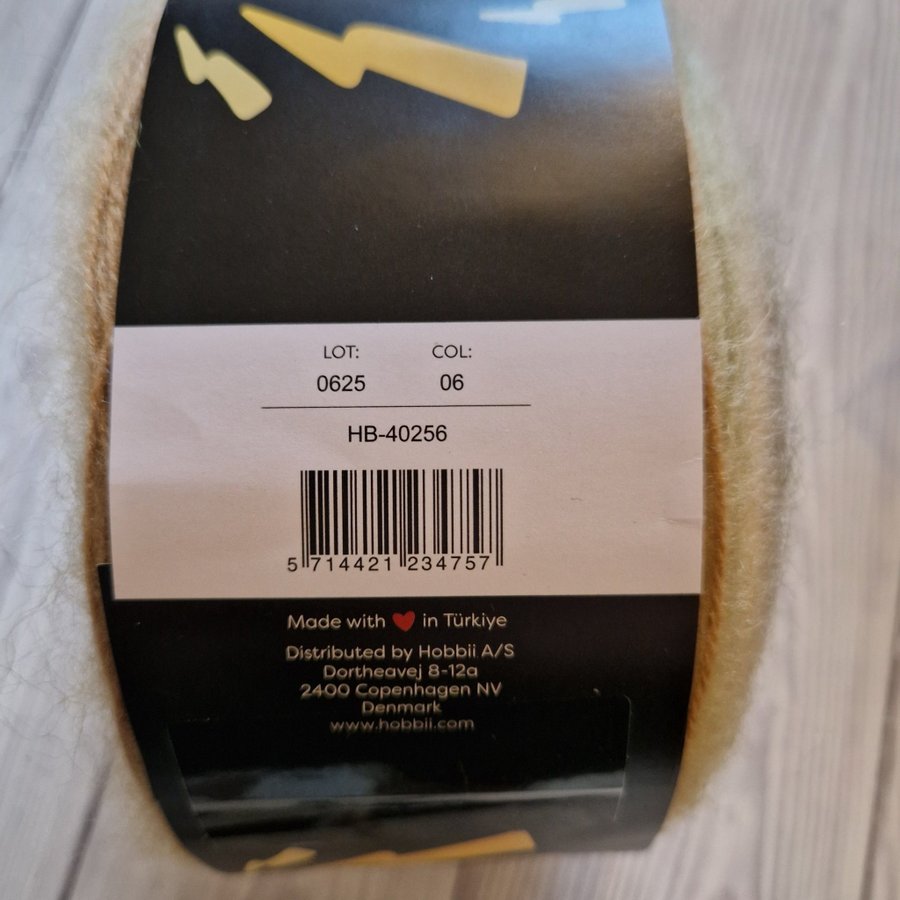 LOT: COL:
0625 06
HB-40256
5 714421 234757
Made with ❤ in Türkiye
Distributed by Hobbii A/S
Dortheavej 8-12a
2400 Copenhagen NV
Denmark
www.hobbii.com